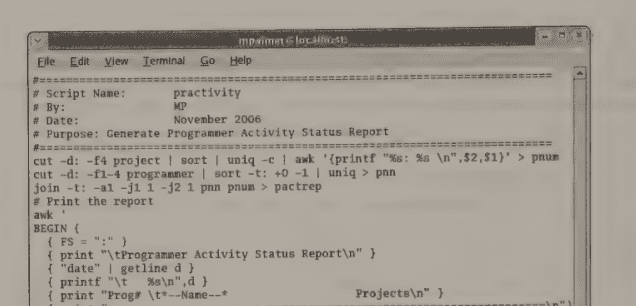 File Edit View Terminal Go Help
#==============================================================
# Script Name: practivity
# By: MP
# Date: November 2006
# Purpose: Generate Programmer Activity Status Report
#==============================================================
cut -d: -f4 project | sort | uniq -c | awk '{printf "%s: %s \n",$2,$1}' > pnum
cut -d: -f1-4 programmer | sort -t: +0 -1 | uniq > pnn
join -t: -a1 -j1 1 -j2 1 pnn pnum > pactrep
# Print the report
awk '
BEGIN {
{ FS = ":" }
{ print "\tProgrammer Activity Status Report\n" }
{ "date" | getline d }
{ printf "\t %s\n",d }
{ print "Prog# \t*--Name--* Projects\n" }